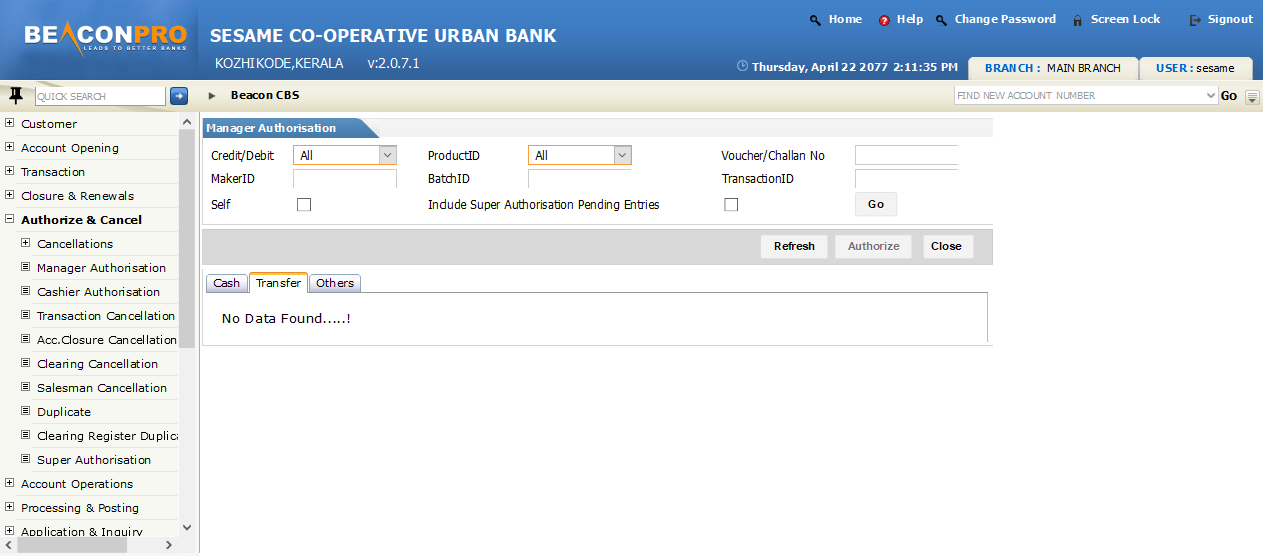 BEACONPRO
LEADS TO BETTER BANKS
SESAME CO-OPERATIVE URBAN BANK
KOZHIKODE,KERALA v:2.0.7.1
Home Help Change Password Screen Lock Signout
Thursday, April 22 2077 2:11:35 PM BRANCH : MAIN BRANCH USER : sesame
QUICK SEARCH Beacon CBS FIND NEW ACCOUNT NUMBER Go
Customer
Account Opening
Transaction
Closure & Renewals
Authorize & Cancel
Cancellations
Manager Authorisation
Cashier Authorisation
Transaction Cancellation
Acc.Closure Cancellation
Clearing Cancellation
Salesman Cancellation
Duplicate
Clearing Register Duplica
Super Authorisation
Account Operations
Processing & Posting
Application & Inquiry
Manager Authorisation
Credit/Debit All ProductID All Voucher/Challan No
MakerID BatchID TransactionID
Self Include Super Authorisation Pending Entries Go
Refresh Authorize Close
Cash Transfer Others
No Data Found.....!